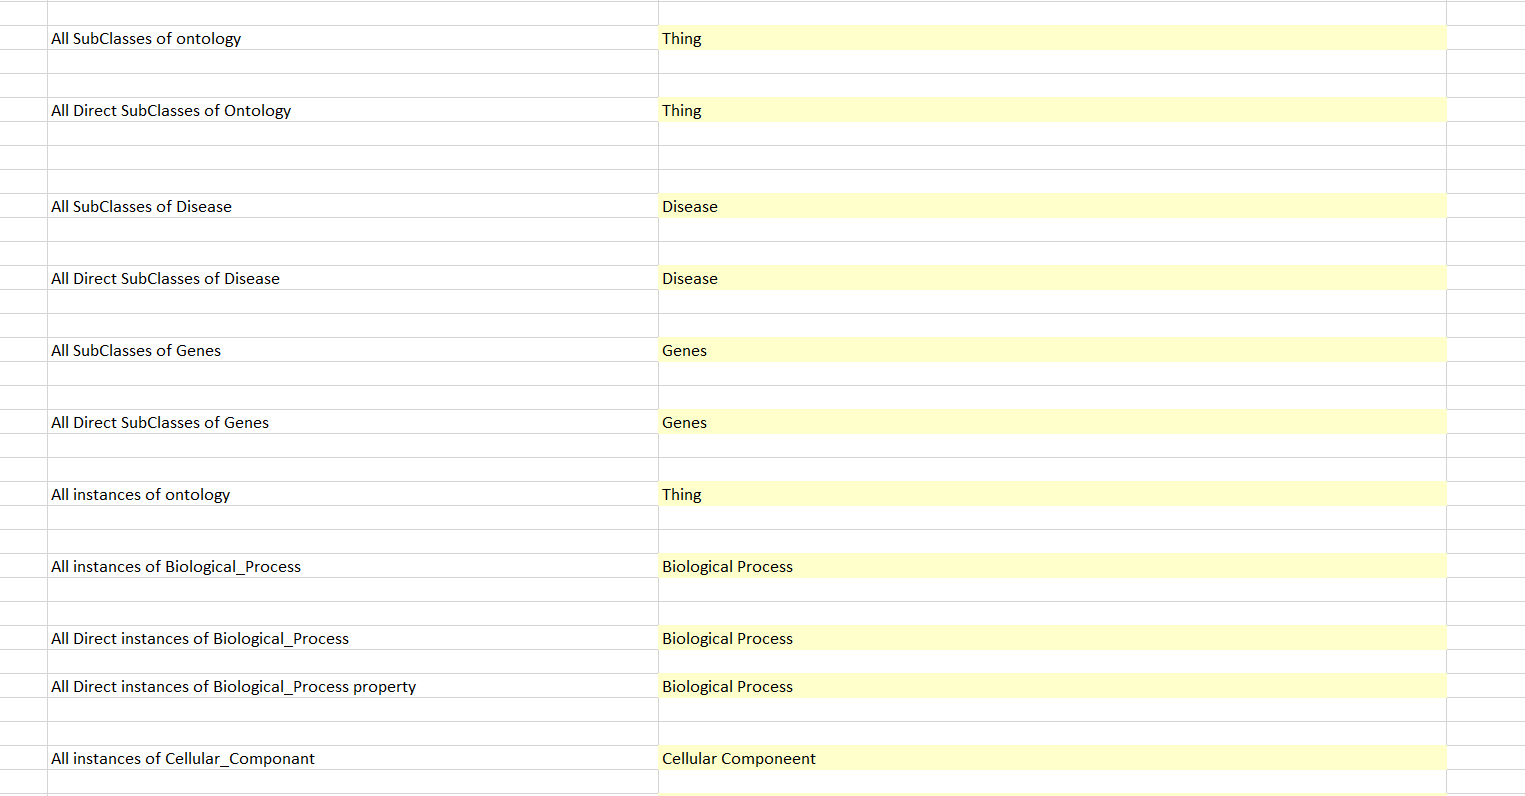 All SubClasses of ontology Thing
All Direct SubClasses of Ontology Thing
All SubClasses of Disease Disease
All Direct SubClasses of Disease Disease
All SubClasses of Genes Genes
All Direct SubClasses of Genes Genes
All instances of ontology Thing
All instances of Biological_Process Biological Process
All Direct instances of Biological_Process Biological Process
All Direct instances of Biological_Process property Biological Process
All instances of Cellular_Componant Cellular Componeent